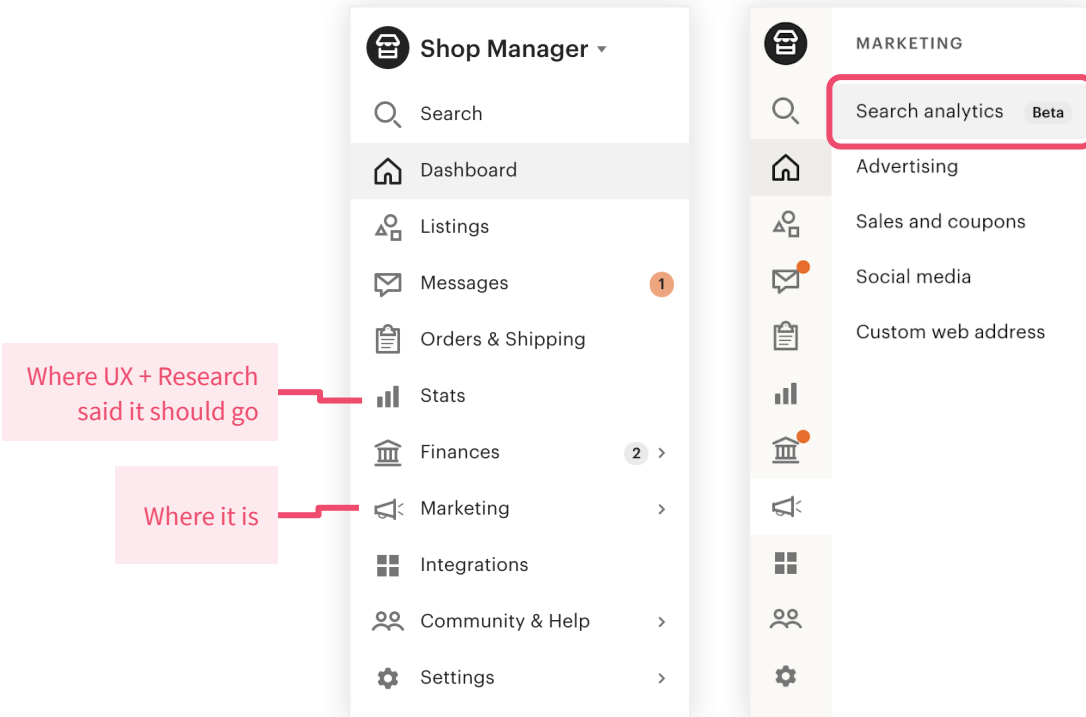 Shop Manager
Search
Dashboard
Listings
Messages 1
Orders & Shipping
Stats
Finances 2
Marketing
Integrations
Community & Help
Settings
Where UX + Research
said it should go
Where it is
MARKETING
Search analytics Beta
Advertising
Sales and coupons
Social media
Custom web address